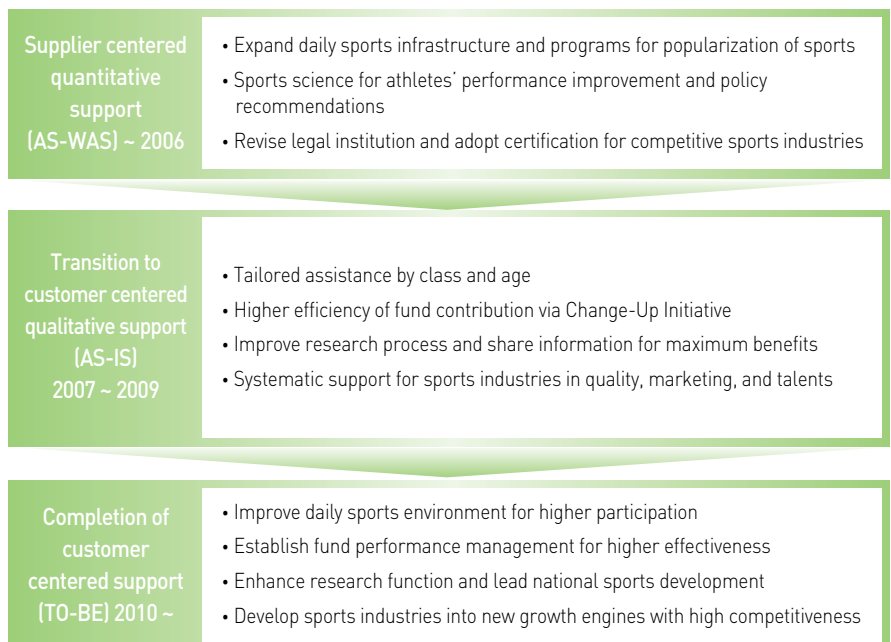 Supplier centered
quantitative
support
(AS-WAS) ~ 2006
• Expand daily sports infrastructure and programs for popularization of sports
• Sports science for athletes’ performance improvement and policy
recommendations
• Revise legal institution and adopt certification for competitive sports industries
Transition to
customer centered
qualitative support
(AS-IS)
2007 ~ 2009
• Tailored assistance by class and age
• Higher efficiency of fund contribution via Change-Up Initiative
• Improve research process and share information for maximum benefits
• Systematic support for sports industries in quality, marketing, and talents
Completion of
customer
centered support
(TO-BE) 2010 ~
• Improve daily sports environment for higher participation
• Establish fund performance management for higher effectiveness
• Enhance research function and lead national sports development
• Develop sports industries into new growth engines with high competitiveness